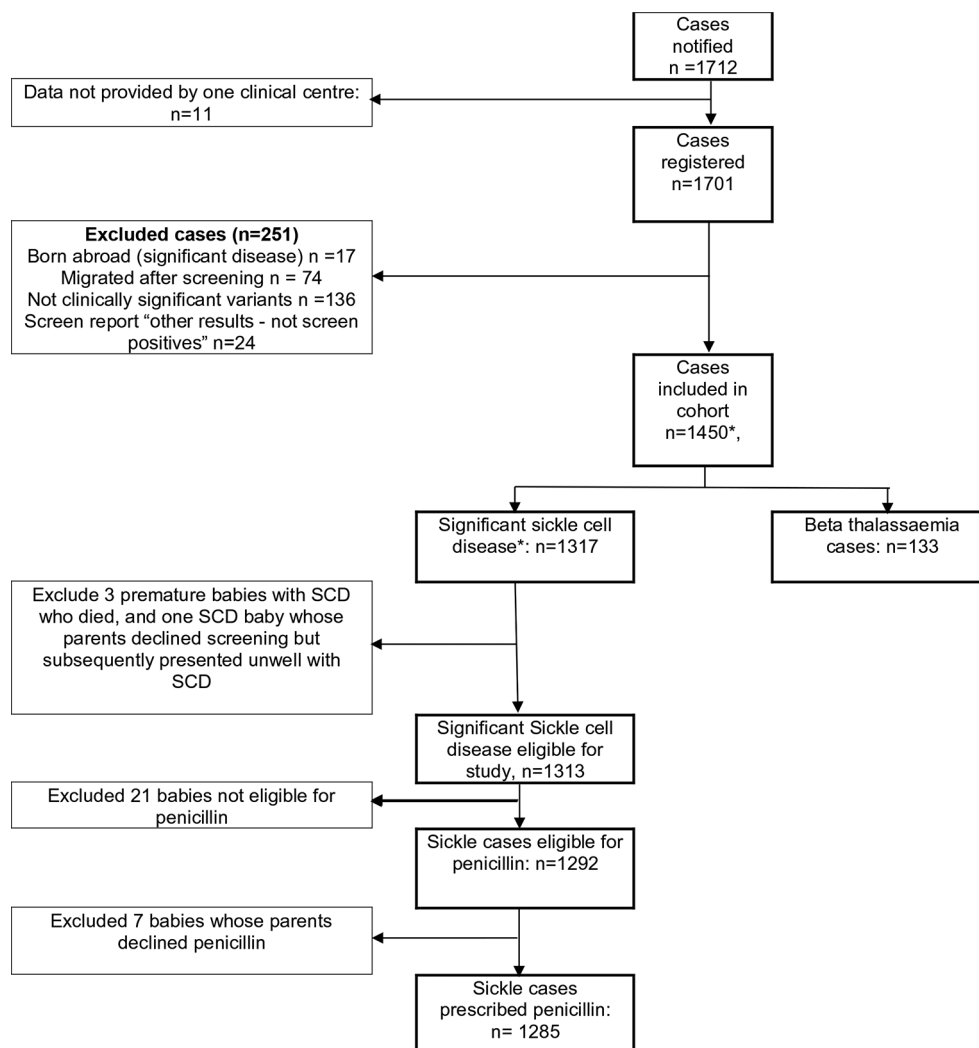 Cases
notified
n =1712
Data not provided by one clinical centre:
n=11
Cases
registered
n=1701
Excluded cases (n=251)
Born abroad (significant disease) n =17
Migrated after screening n = 74
Not clinically significant variants n =136
Screen report “other results - not screen
positives” n=24
Cases
included in
cohort
n=1450*,
Significant sickle cell
disease*: n=1317
Beta thalassaemia
cases: n=133
Exclude 3 premature babies with SCD
who died, and one SCD baby whose
parents declined screening but
subsequently presented unwell with
SCD
Significant Sickle cell
disease eligible for
study, n=1313
Excluded 21 babies not eligible for
penicillin
Sickle cases eligible for
penicillin: n=1292
Excluded 7 babies whose parents
declined penicillin
Sickle cases
prescribed penicillin:
n= 1285